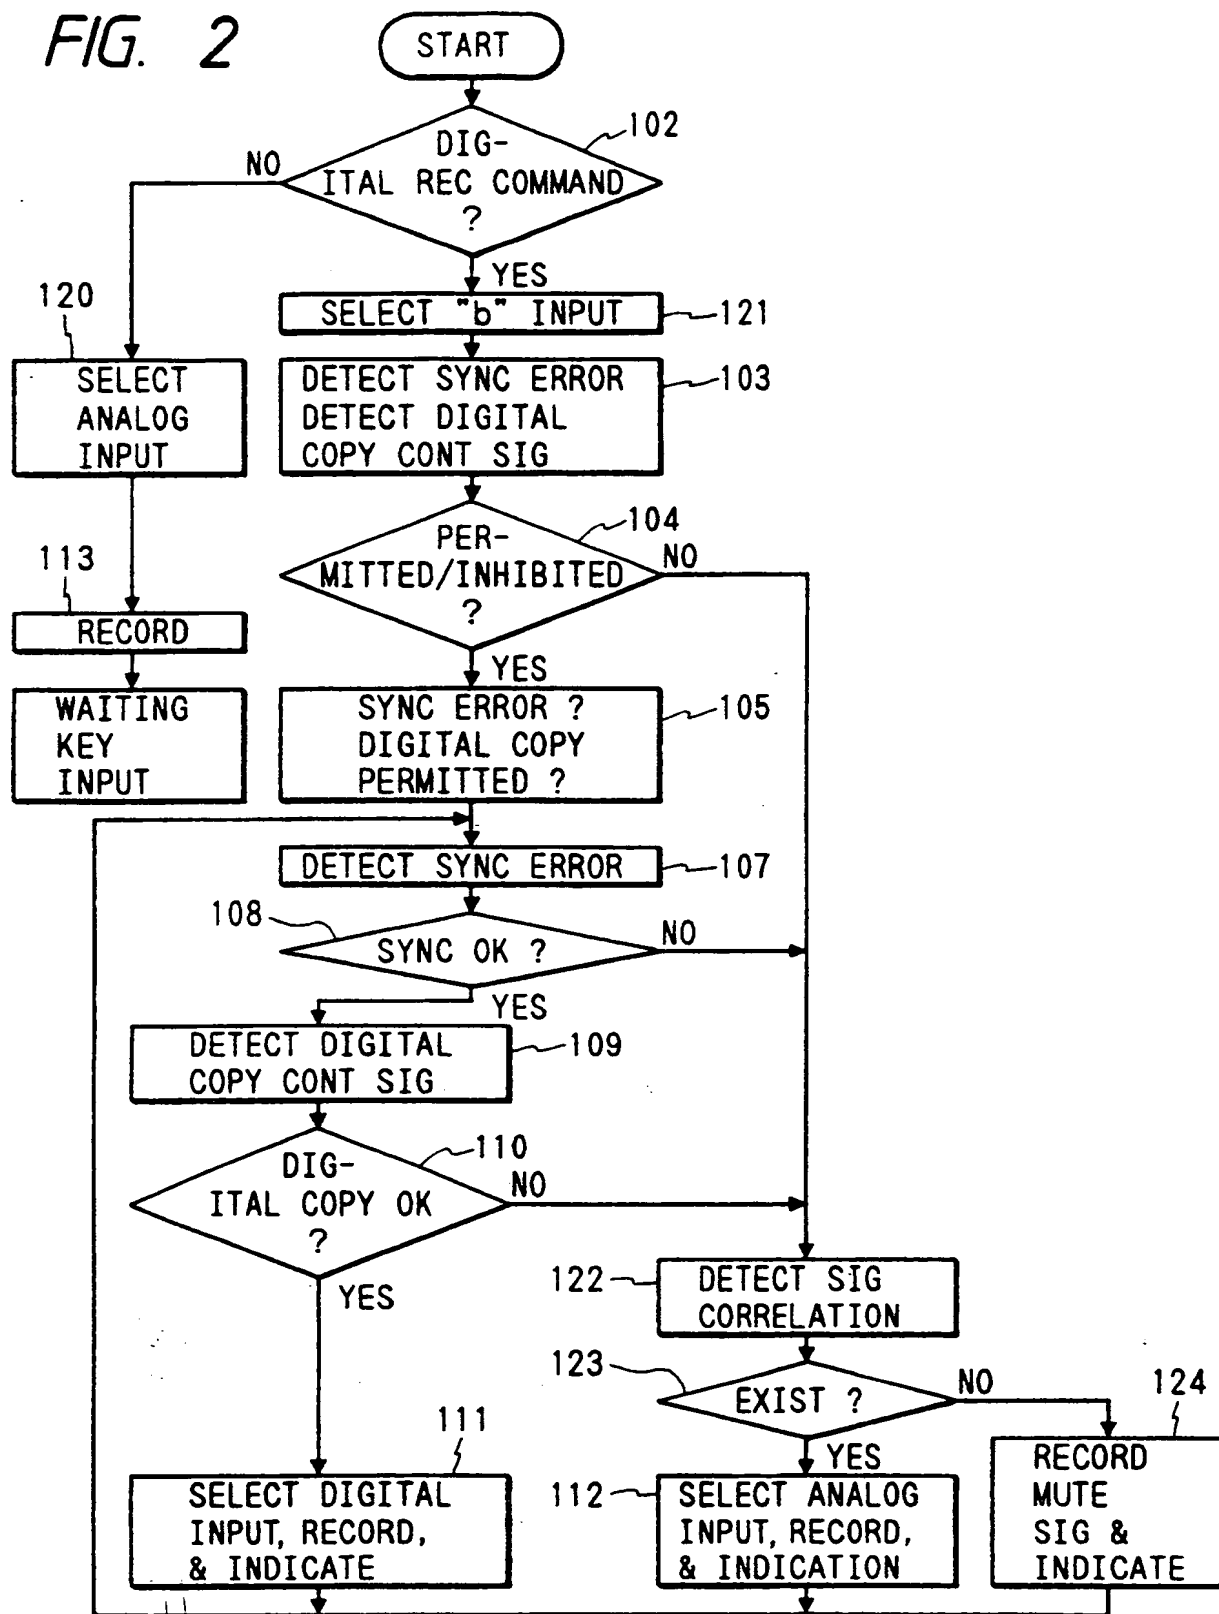 FIG. 2
START
102
DIG-
ITAL REC COMMAND
?
NO
YES
120
SELECT "b" INPUT
121
SELECT
ANALOG
INPUT
DETECT SYNC ERROR
DETECT DIGITAL
COPY CONT SIG
103
104
PER-
MITTED/INHIBITED
?
NO
113
RECORD
YES
WAITING
KEY
INPUT
SYNC ERROR ?
DIGITAL COPY
PERMITTED ?
105
DETECT SYNC ERROR
107
108
SYNC OK ?
NO
YES
DETECT DIGITAL
COPY CONT SIG
109
110
DIG-
ITAL COPY OK
?
NO
YES
122
DETECT SIG
CORRELATION
123
EXIST ?
NO
124
YES
111
SELECT DIGITAL
INPUT, RECORD,
& INDICATE
112
SELECT ANALOG
INPUT, RECORD,
& INDICATION
RECORD
MUTE
SIG &
INDICATE